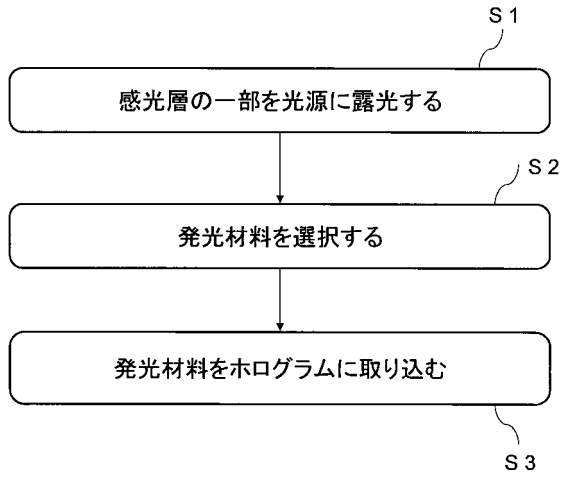 S 1
感光層の一部を光源に露光する
S 2
発光材料を選択する
発光材料をホログラムに取り込む
S 3